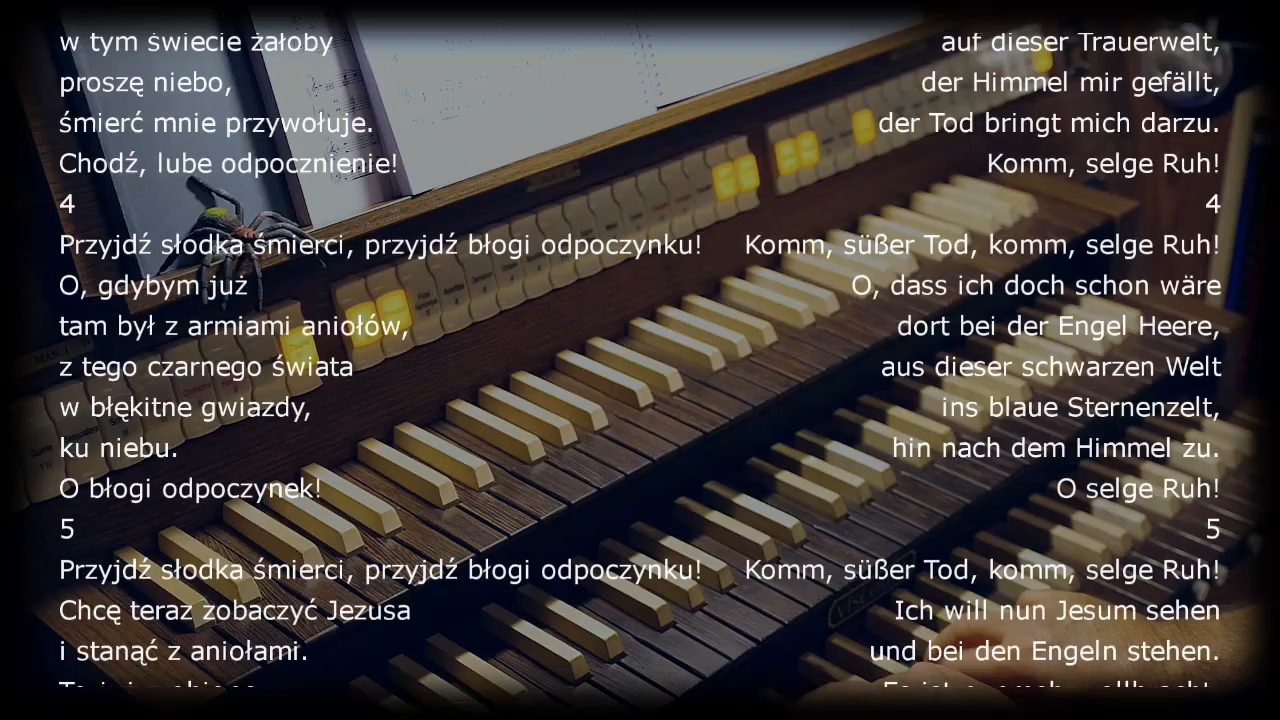 w tym świecie żałoby
proszę niebo,
śmierć mnie przywołuje.
Chodź, lube odpocznienie!
4
Przyjdź słodka śmierci, przyjdź błogi odpoczynku!
O, gdybym już
tam był z armiami aniołów,
z tego czarnego świata
w błękitne gwiazdy,
ku niebu.
O błogi odpoczynek!
5
Przyjdź słodka śmierci, przyjdź błogi odpoczynku!
Chcę teraz zobaczyć Jezusa
i stanąć z aniołami.
auf dieser Trauerwelt,
der Himmel mir gefällt,
der Tod bringt mich darzu.
Komm, selge Ruh!
4
Komm, süßer Tod, komm, selge Ruh!
O, dass ich doch schon wäre
dort bei der Engel Heere,
aus dieser schwarzen Welt
ins blaue Sternenzelt,
hin nach dem Himmel zu.
O selge Ruh!
5
Komm, süßer Tod, komm, selge Ruh!
Ich will nun Jesum sehen
und bei den Engeln stehen.